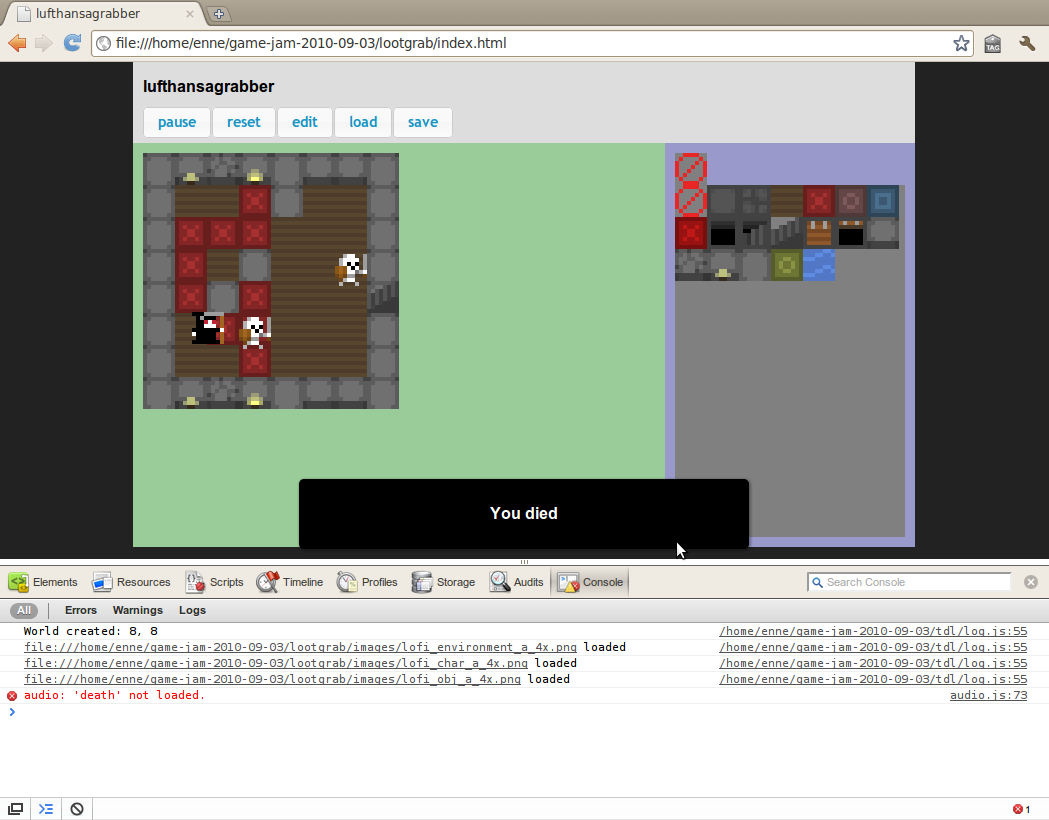 lufthansagrabber
file:///home/enne/game-jam-2010-09-03/lootgrab/index.html
TAG
lufthansagrabber
pause reset edit load save
You died
Elements Resources Scripts Timeline Profiles Storage Audits Console Search Console
All Errors Warnings Logs
World created: 8, 8 /home/enne/game-jam-2010-09-03/tdl/log.js:55
file:///home/enne/game-jam-2010-09-03/lootgrab/images/lofi_environment_a_4x.png loaded /home/enne/game-jam-2010-09-03/tdl/log.js:55
file:///home/enne/game-jam-2010-09-03/lootgrab/images/lofi_char_a_4x.png loaded /home/enne/game-jam-2010-09-03/tdl/log.js:55
file:///home/enne/game-jam-2010-09-03/lootgrab/images/lofi_obj_a_4x.png loaded /home/enne/game-jam-2010-09-03/tdl/log.js:55
audio: 'death' not loaded. audio.js:73
1